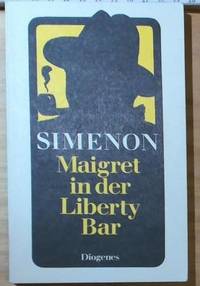 SIMENON
Maigret
in der
Liberty
Bar
Diogenes